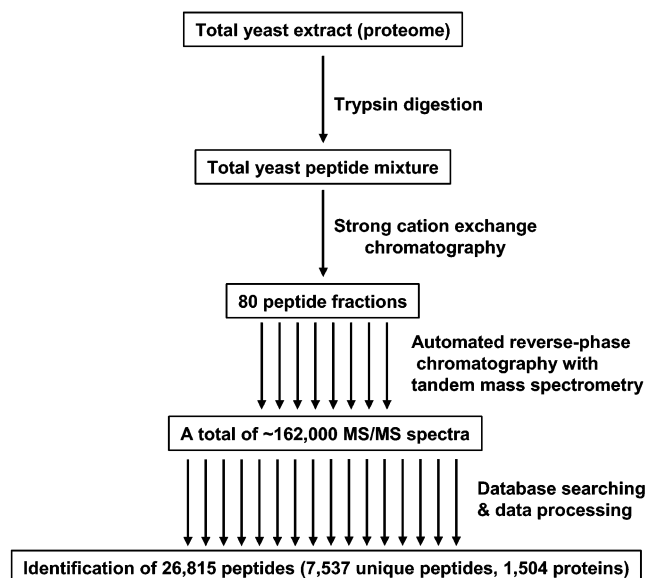 Total yeast extract (proteome)
Trypsin digestion
Total yeast peptide mixture
Strong cation exchange
chromatography
80 peptide fractions
Automated reverse-phase
chromatography with
tandem mass spectrometry
A total of ~162,000 MS/MS spectra
Database searching
& data processing
Identification of 26,815 peptides (7,537 unique peptides, 1,504 proteins)